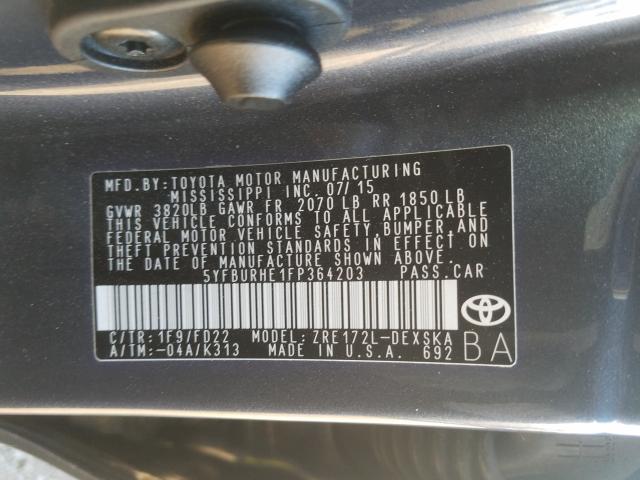 MFD.BY:TOYOTA MOTOR MANUFACTURING
MISSISSIPPI INC. 07/15
GVWR 3820LB GAWR FR 2070 LB RR 1850 LB
THIS VEHICLE CONFORMS TO ALL APPLICABLE
FEDERAL MOTOR VEHICLE SAFETY, BUMPER, AND
THEFT PREVENTION STANDARDS IN EFFECT ON
THE DATE OF MANUFACTURE SHOWN ABOVE.
5YFBURHE1FP364203 PASS.CAR
C/TR:1F9/FD22 MODEL: ZRE172L-DEXSKA
A/TM:-04A/K313 MADE IN U.S.A. 692
BA